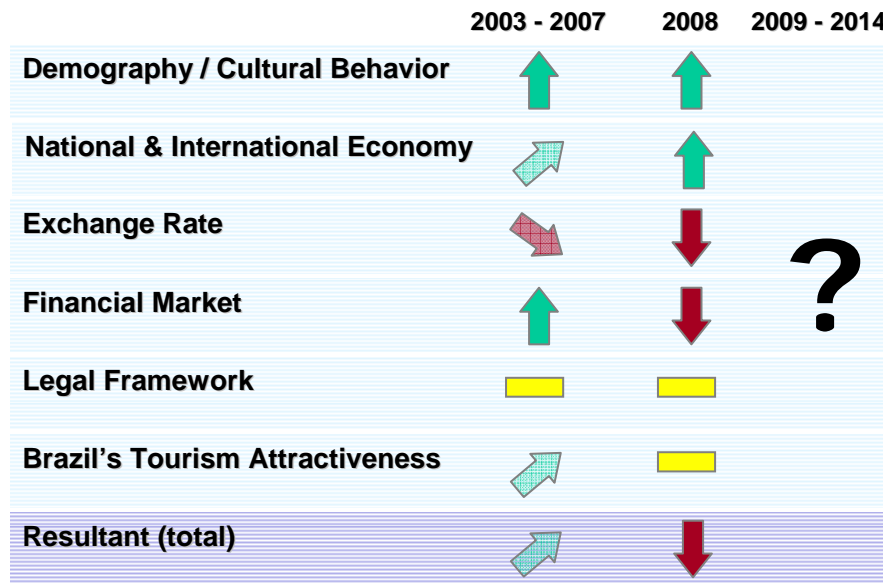 2003 - 2007 2008 2009 - 2014
Demography / Cultural Behavior
National & International Economy
Exchange Rate
?
Financial Market
Legal Framework
Brazil's Tourism Attractiveness
Resultant (total)